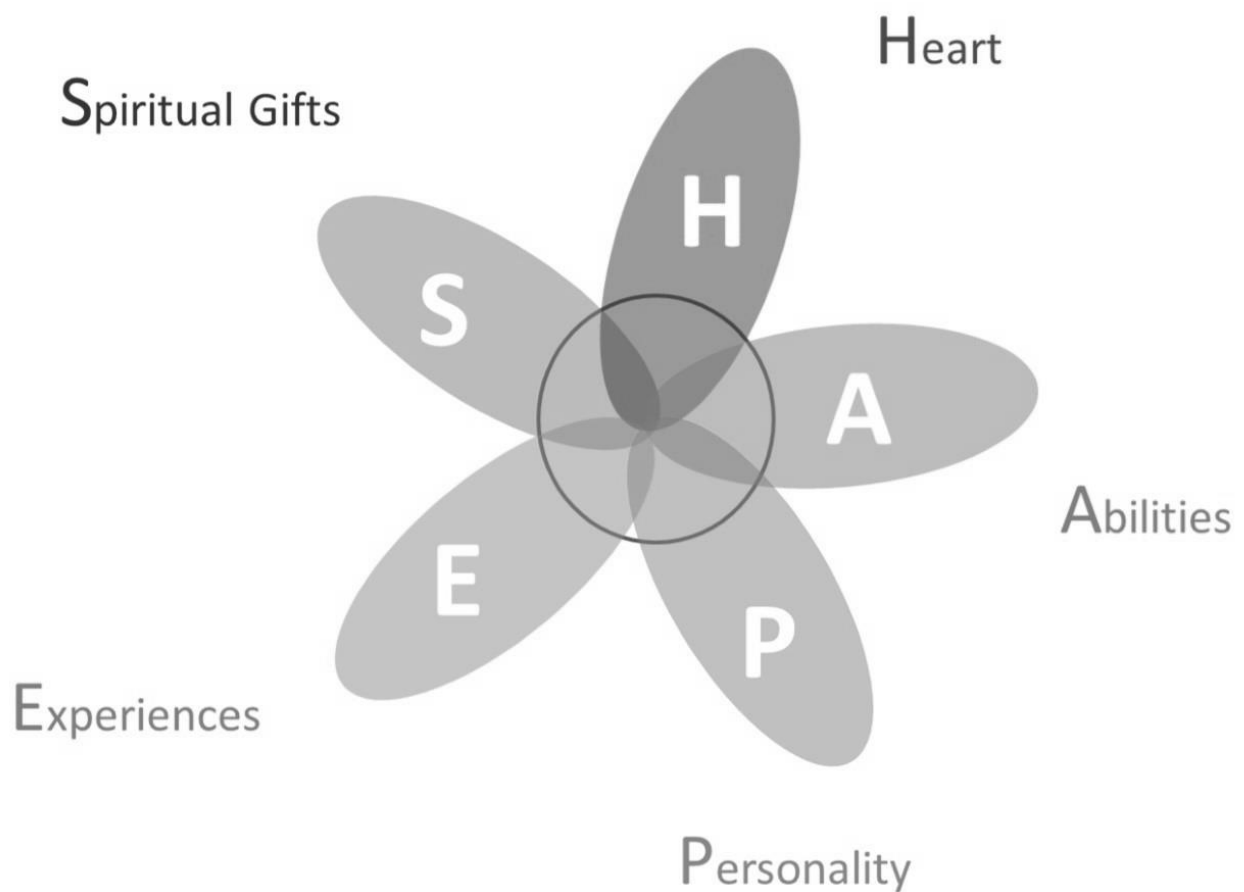 Spiritual Gifts
Heart
Abilities
Personality
Experiences
S
H
A
P
E